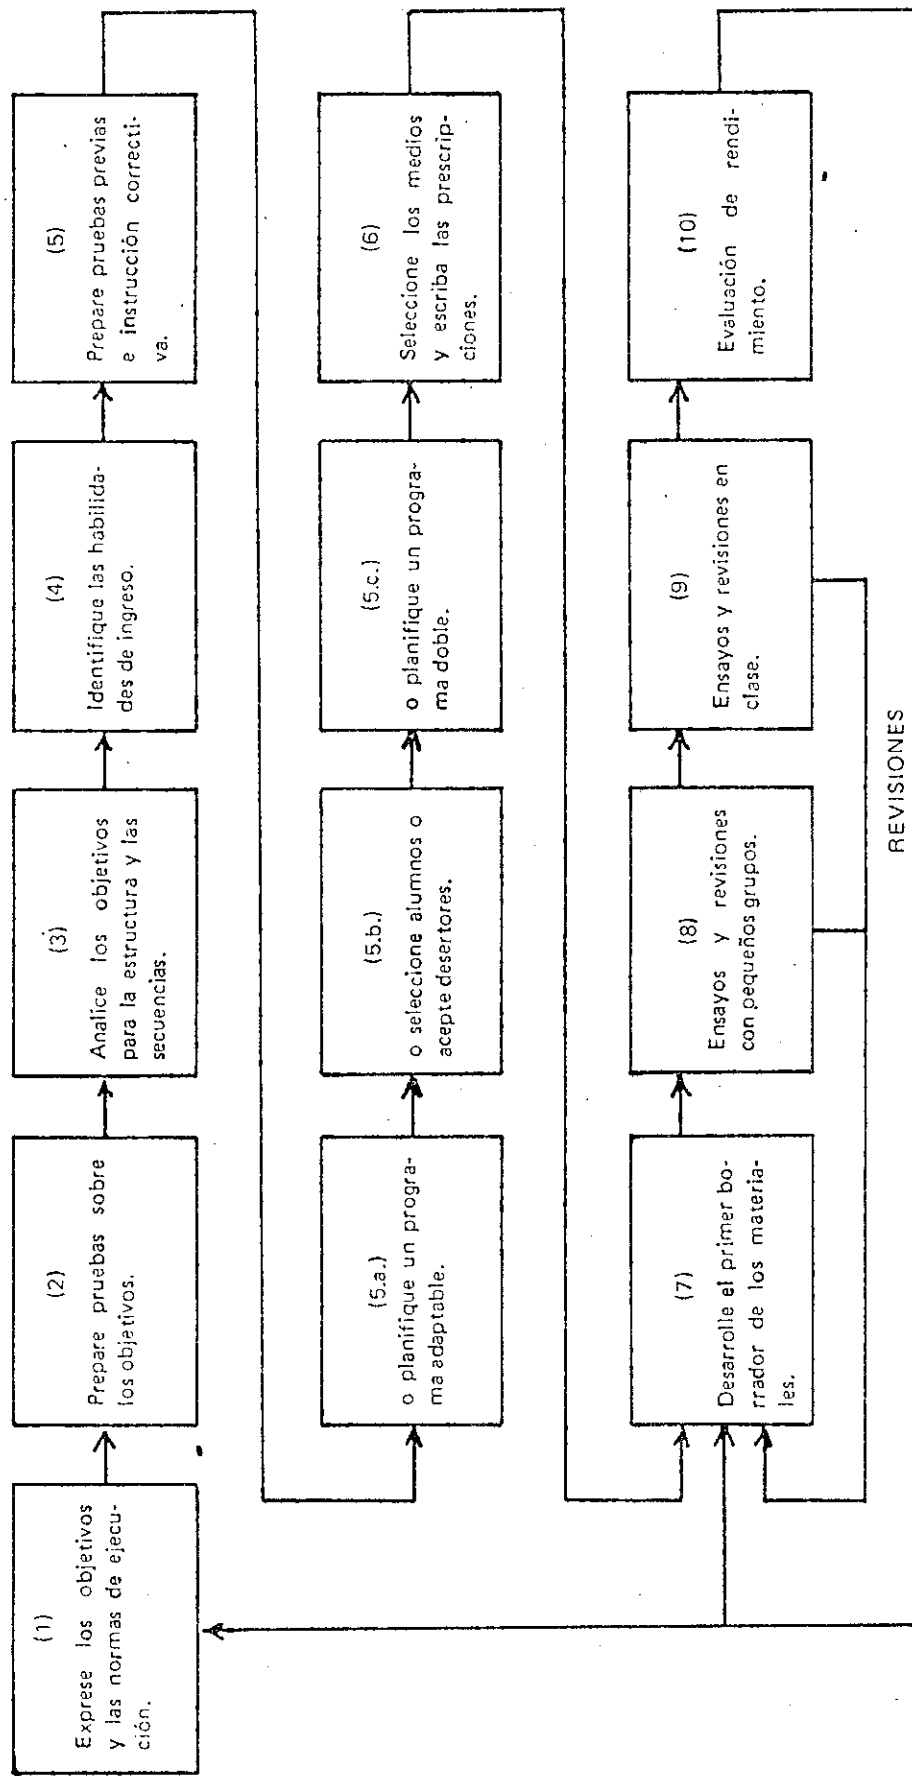 (1)
Exprese los objetivos
y las normas de ejecu-
ción.
(2)
Prepare pruebas sobre
los objetivos.
(3)
Analice los objetivos
para la estructura y las
secuencias.
(4)
Identifique las habilida-
des de ingreso.
(5)
Prepare pruebas previas
e instrucción correcti-
va.
(5.a.)
o planifique un progra-
ma adaptable.
(5.b.)
o seleccione alumnos o
acepte desertores.
(5.c.)
o planifique un progra-
ma doble.
(6)
Seleccione los medios
y escriba las prescrip-
ciones.
(7)
Desarrolle el primer bo-
rrador de los materia-
les.
(8)
Ensayos y revisiones
con pequeños grupos.
(9)
Ensayos y revisiones en
clase.
(10)
Evaluación de rendi-
miento.
REVISIONES